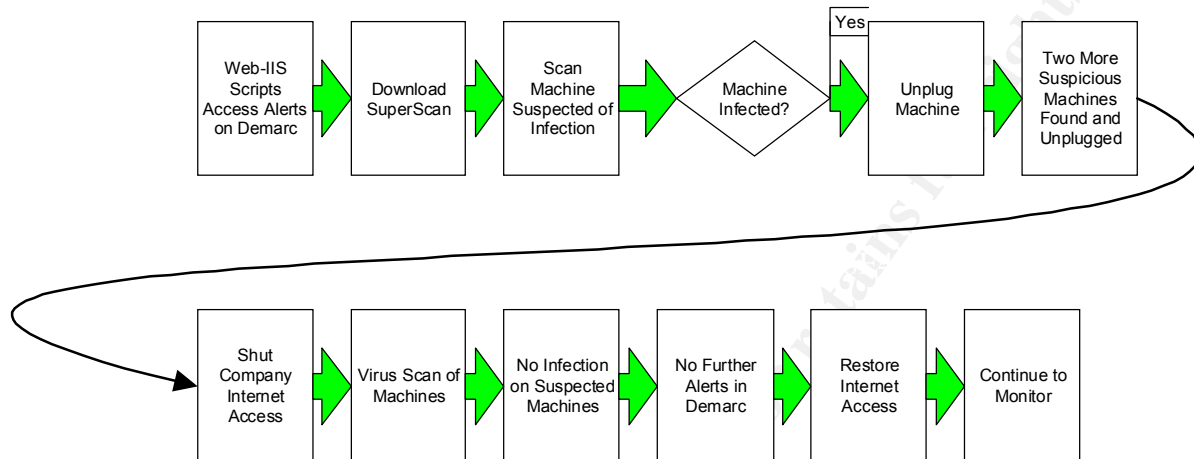 Web-IIS
Scripts
Access Alerts
on Demarc
Download
SuperScan
Scan
Machine
Suspected of
Infection
Machine
Infected?
Yes
Unplug
Machine
Two More
Suspicious
Machines
Found and
Unplugged
Shut
Company
Internet
Access
Virus Scan of
Machines
No Infection
on Suspected
Machines
No Further
Alerts in
Demarc
Restore
Internet
Access
Continue to
Monitor